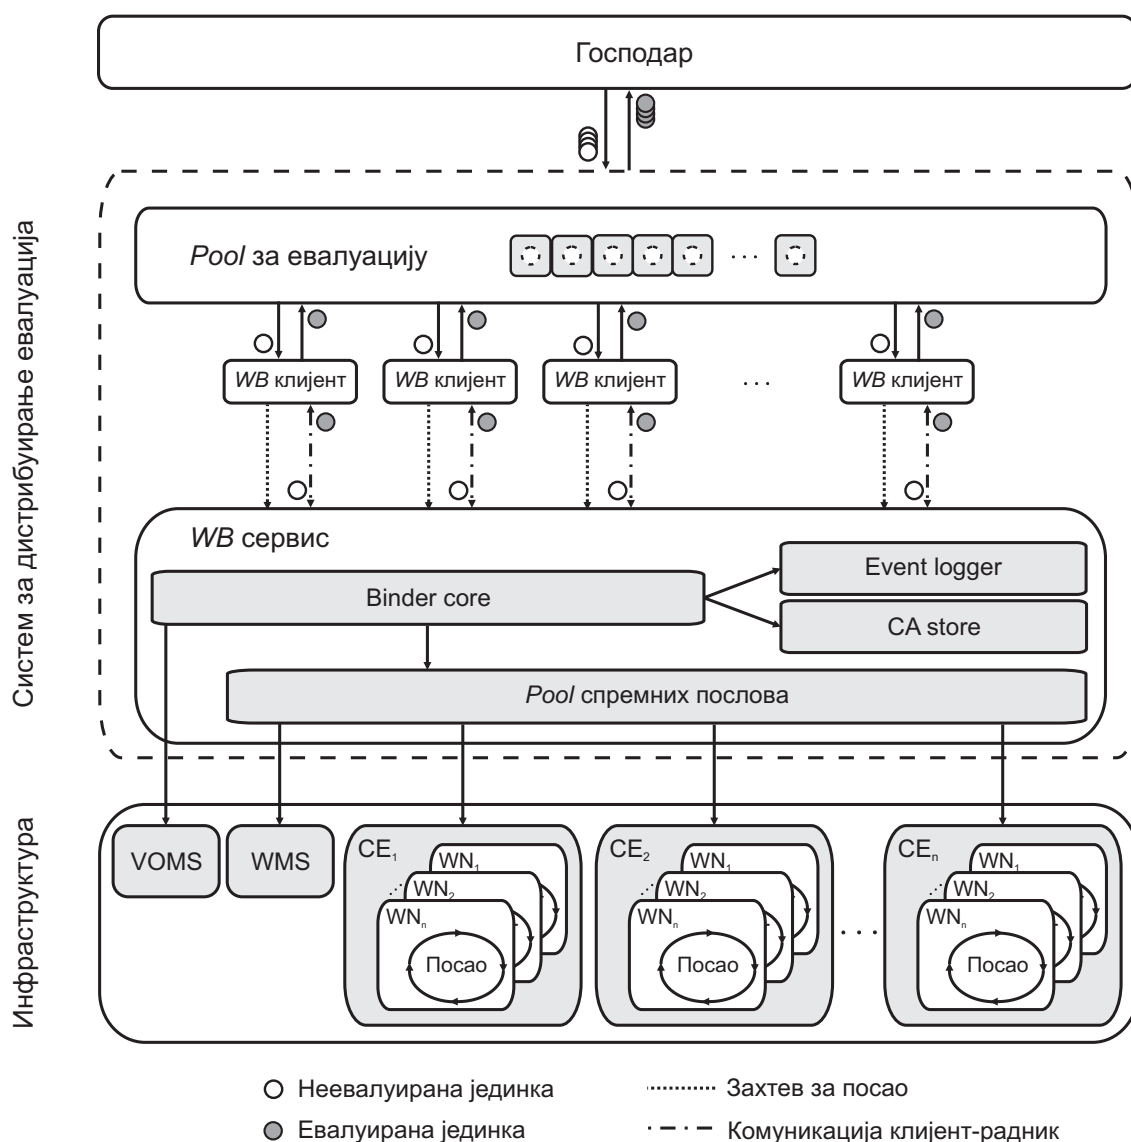 Господар
Систем за дистрибуирање евалуација
Pool за евалуацију
...
WB клијент
WB клијент
WB клијент
...
WB клијент
WB сервис
Event logger
Binder core
CA store
Pool спремних послова
Инфраструктура
VOMS
WMS
CE₁
WN₁
WN₂
WNₙ
Посао
CE₂
WN₁
WN₂
WNₙ
Посао
....
CEₙ
WN₁
WN₂
WNₙ
Посао
Неевалуирана јединка
Захтев за посао
Евалуирана јединка
Комуникација клијент-радник